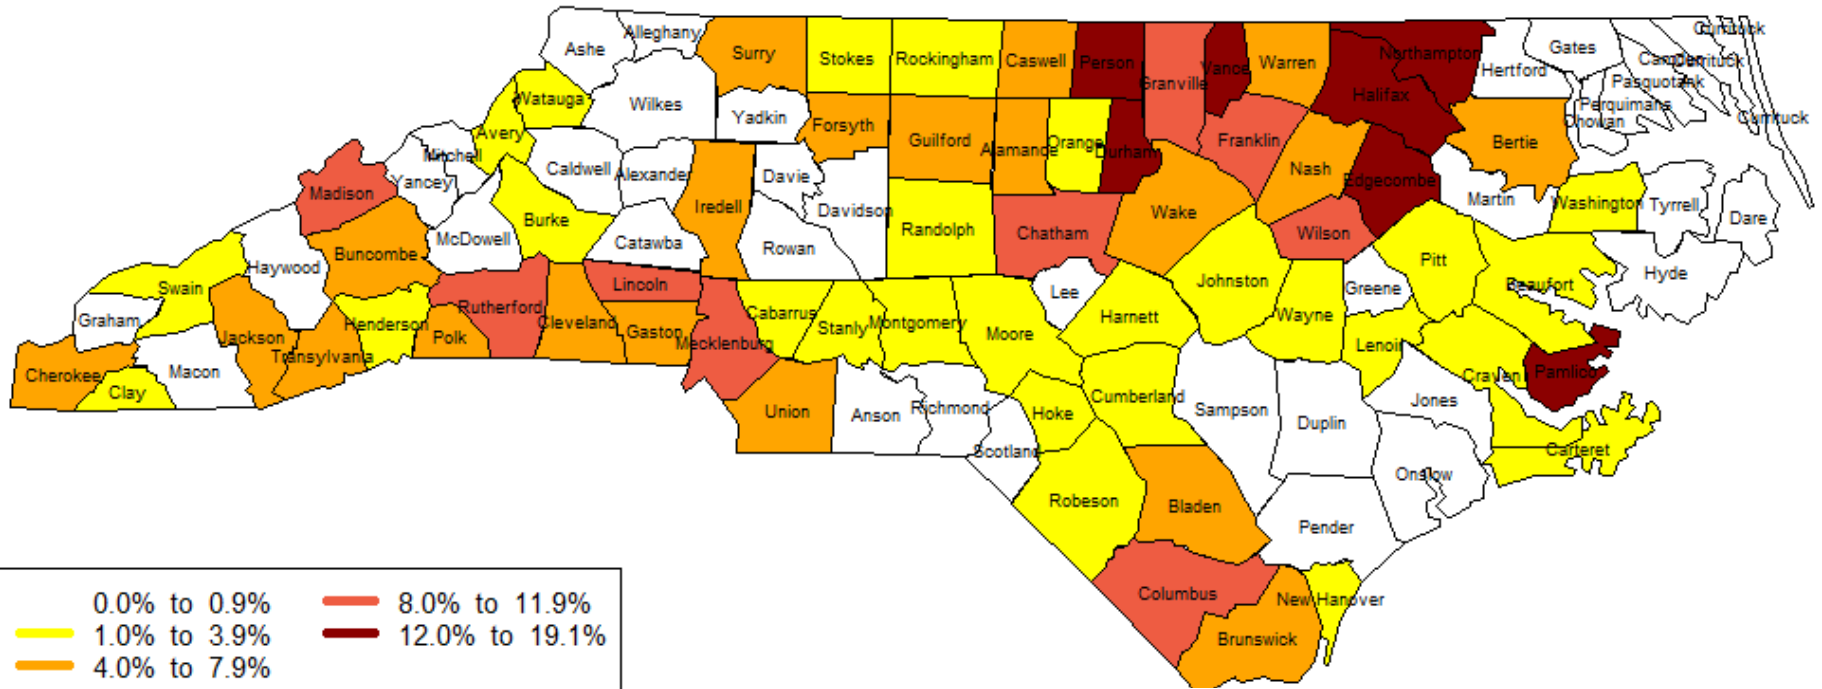 Currituck
Alleghany
Ashe
Surry
Stokes
Rockingham
Caswell
Person
Granville
Vance
Warren
Northampton
Hertford
Gates
Camden
Currituck
Pasquotank
Perquimans
Chowan
Currituck
Halifax
Watauga
Wilkes
Yadkin
Forsyth
Guilford
Alamance
Orange
Durham
Franklin
Nash
Edgecombe
Bertie
Avery
Mitchell
Yancey
Caldwell
Alexander
Davie
Iredell
Davidson
Randolph
Chatham
Wake
Wilson
Martin
Washington
Tyrrell
Dare
Madison
Buncombe
McDowell
Burke
Catawba
Rowan
Johnston
Greene
Pitt
Beaufort
Hyde
Haywood
Swain
Graham
Jackson
Transylvania
Henderson
Polk
Rutherford
Cleveland
Lincoln
Gaston
Mecklenburg
Cabarrus
Stanly
Montgomery
Moore
Lee
Harnett
Wayne
Lenoir
Craven
Pamlico
Cherokee
Clay
Macon
Union
Anson
Richmond
Scotland
Hoke
Cumberland
Sampson
Duplin
Jones
Onslow
Carteret
Robeson
Bladen
Pender
Columbus
New Hanover
Brunswick
0.0% to 0.9%
1.0% to 3.9%
4.0% to 7.9%
8.0% to 11.9%
12.0% to 19.1%